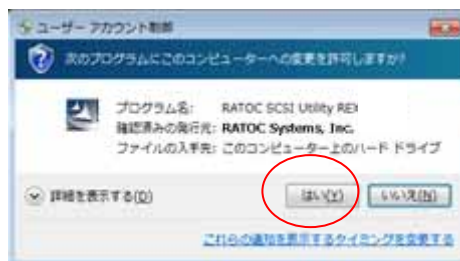 ユーザー アカウント制御
次のプログラムにこのコンピューターへの変更を許可しますか?
プログラム名: RATOC SCSI Utility REX
確認済みの発行元: RATOC Systems, Inc.
ファイルの入手先: このコンピューター上のハード ドライブ
詳細を表示する(D)
はい(Y)
いいえ(N)
これらの通知を表示するタイミングを変更する